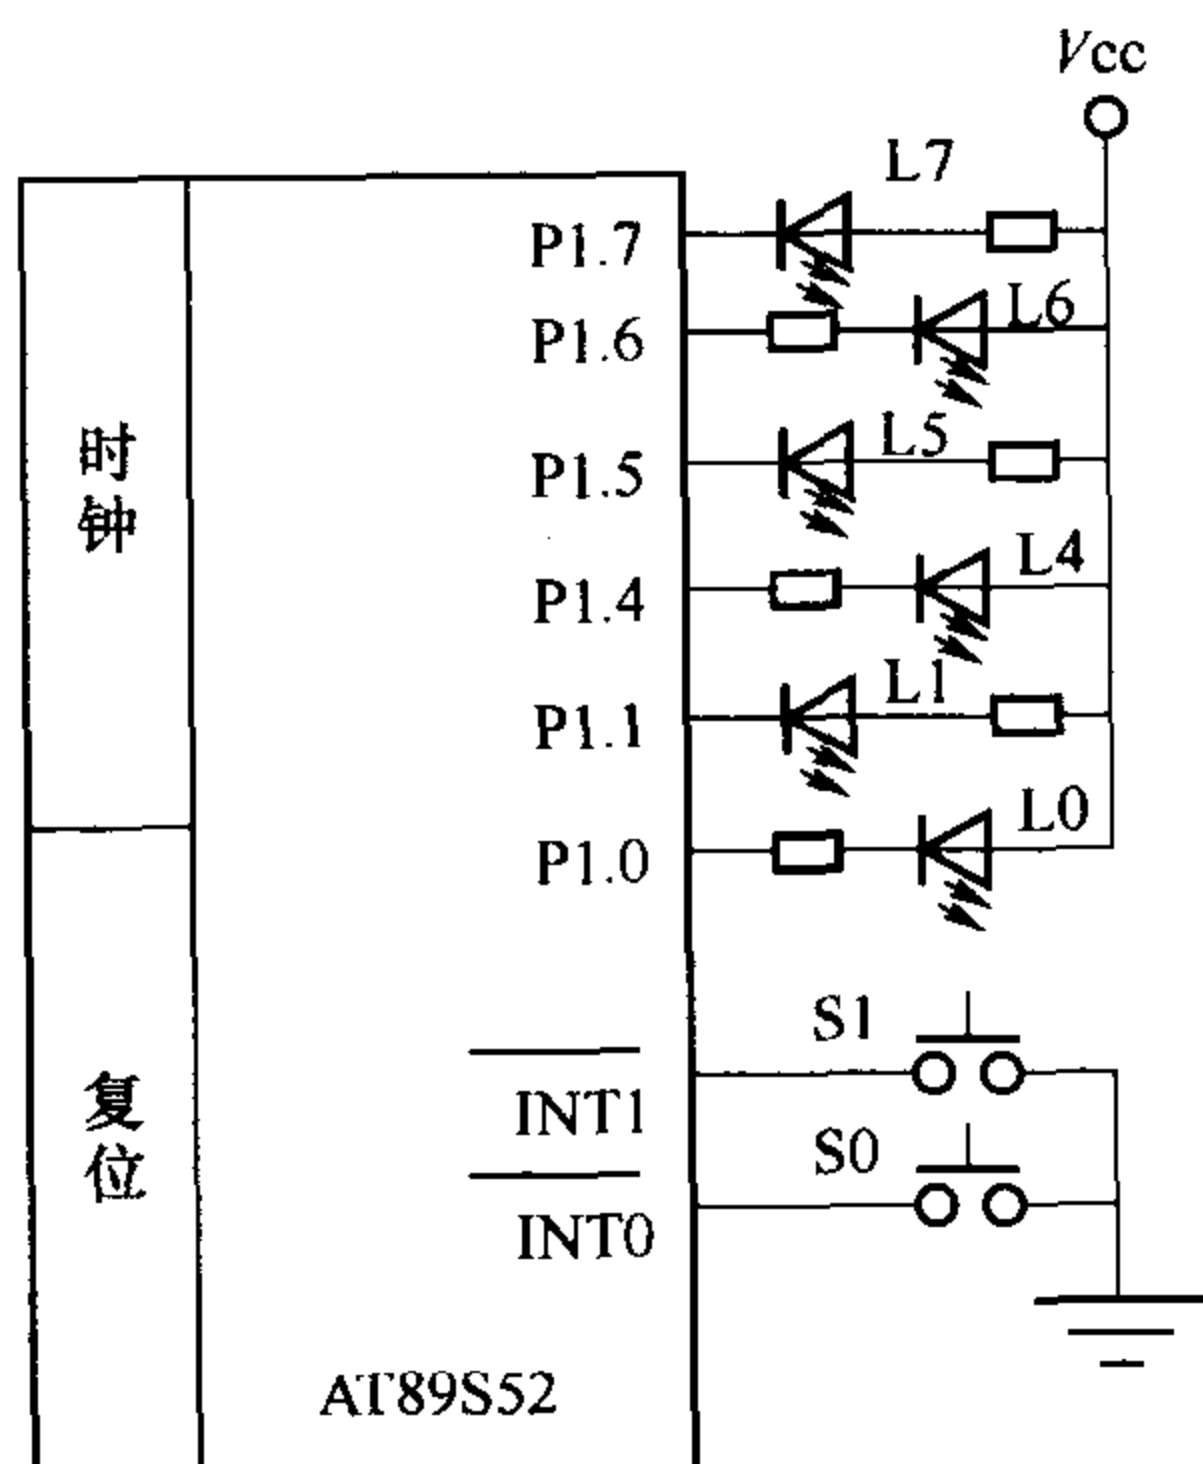 Vcc
L7
P1.7
L6
P1.6
L5
P1.5
时钟
L4
P1.4
L1
P1.1
L0
P1.0
S1
INT1
复位
S0
INT0
AT89S52